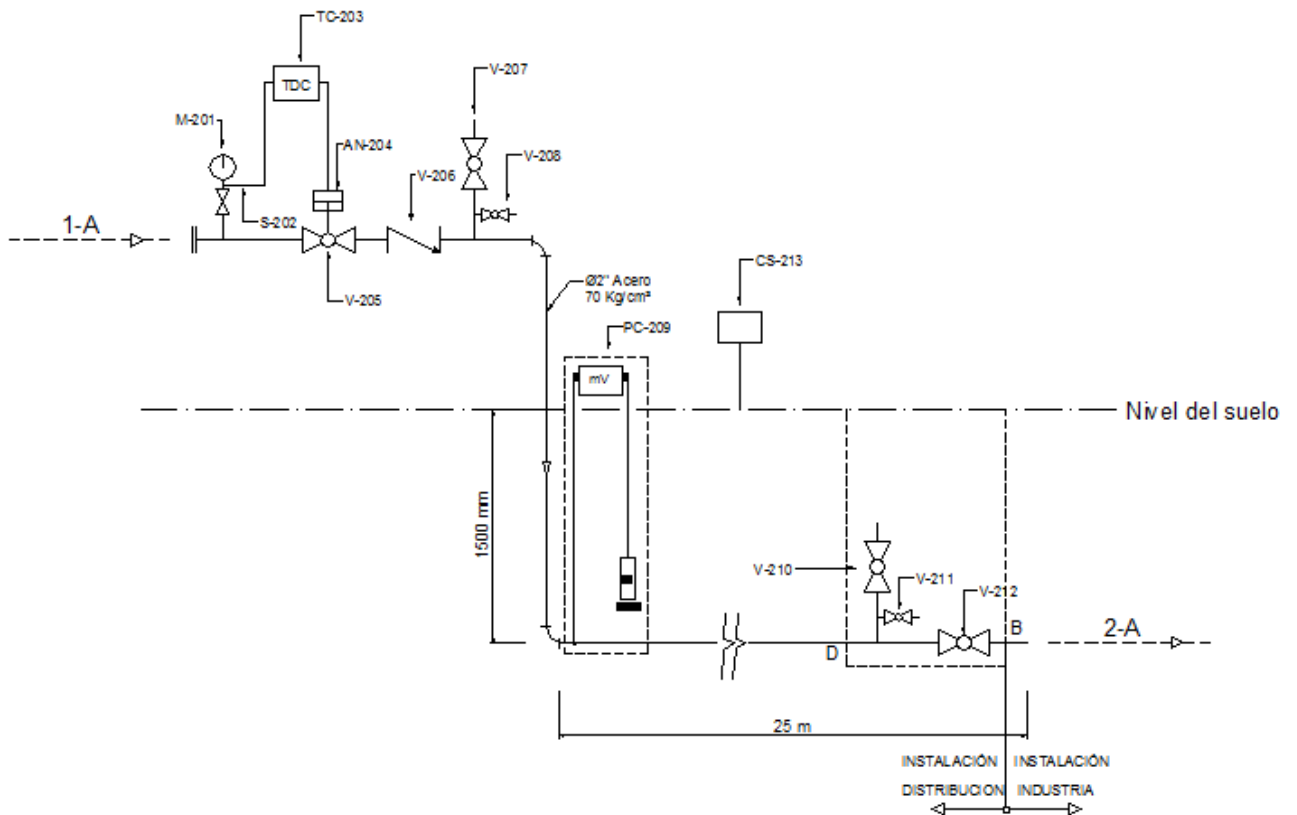 TC-203
V-207
TDC
M-201
AN-204
V-208
V-206
1-A
S-202
V-205
Ø2" Acero
70 Kg/cm²
CS-213
PC-209
mV
Nivel del suelo
1500 mm
V-210
V-211
V-212
B
2-A
D
25 m
INSTALACIÓN INSTALACIÓN
DISTRIBUCION INDUSTRIA